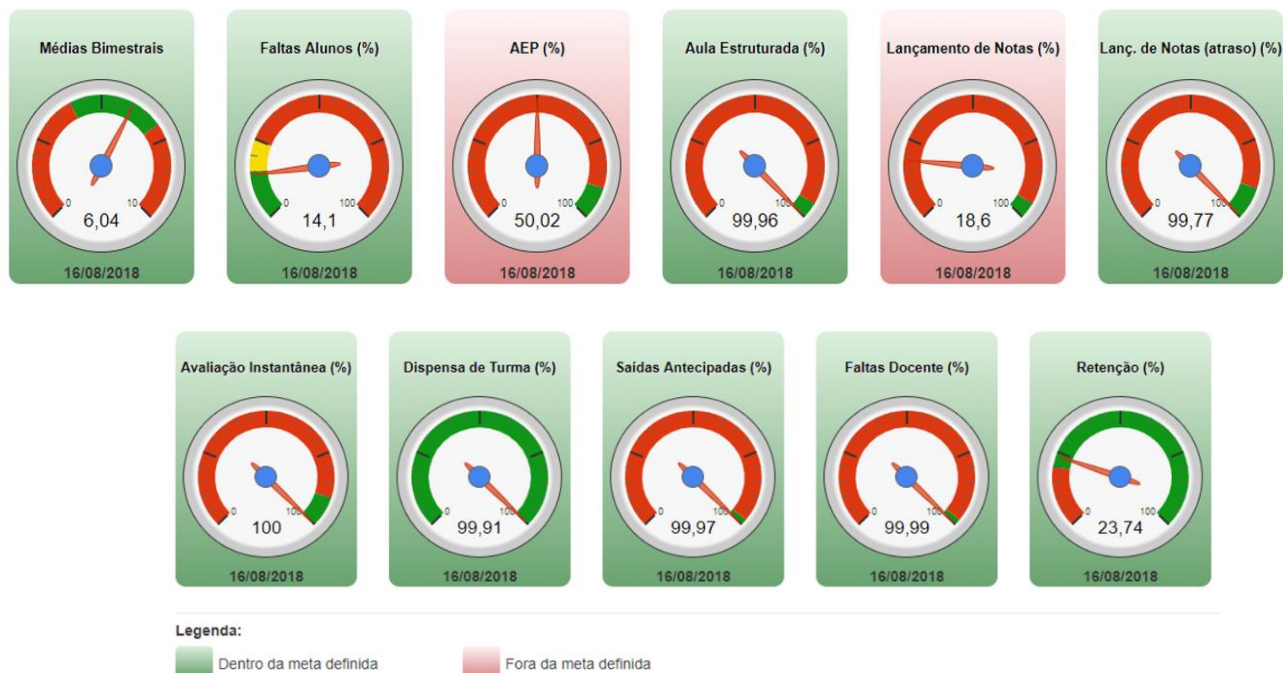 Médias Bimestrais
0 10
6,04
16/08/2018
Faltas Alunos (%)
0 100
14,1
16/08/2018
AEP (%)
0 100
50,02
16/08/2018
Aula Estruturada (%)
0 100
99,96
16/08/2018
Lançamento de Notas (%)
0 100
18,6
16/08/2018
Lanç. de Notas (atraso) (%)
0 100
99,77
16/08/2018
Avaliação Instantânea (%)
0 100
100
16/08/2018
Dispensa de Turma (%)
0 100
99,91
16/08/2018
Saídas Antecipadas (%)
0 100
99,97
16/08/2018
Faltas Docente (%)
0 100
99,99
16/08/2018
Retenção (%)
0 100
23,74
16/08/2018
Legenda:
Dentro da meta definida
Fora da meta definida